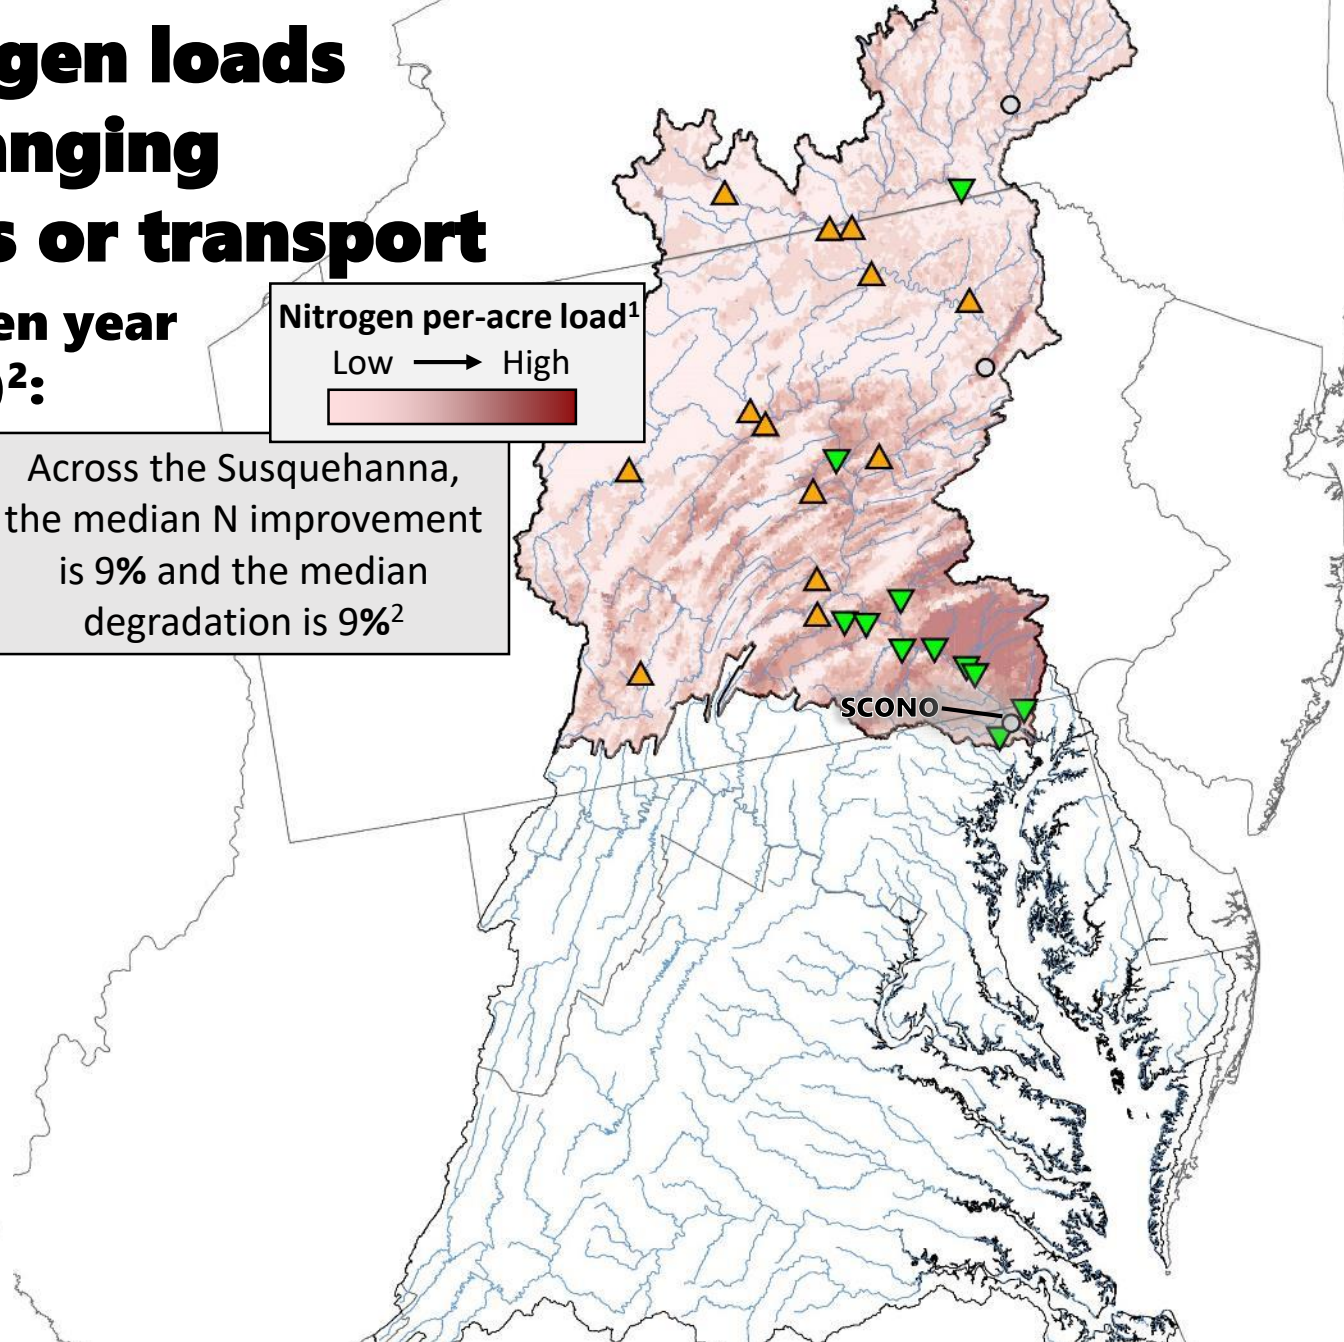 gen loads
anging
s or transport
en year
)²:
Nitrogen per-acre load¹
Low High
Across the Susquehanna,
the median N improvement
is 9% and the median
degradation is 9%²
SCONO